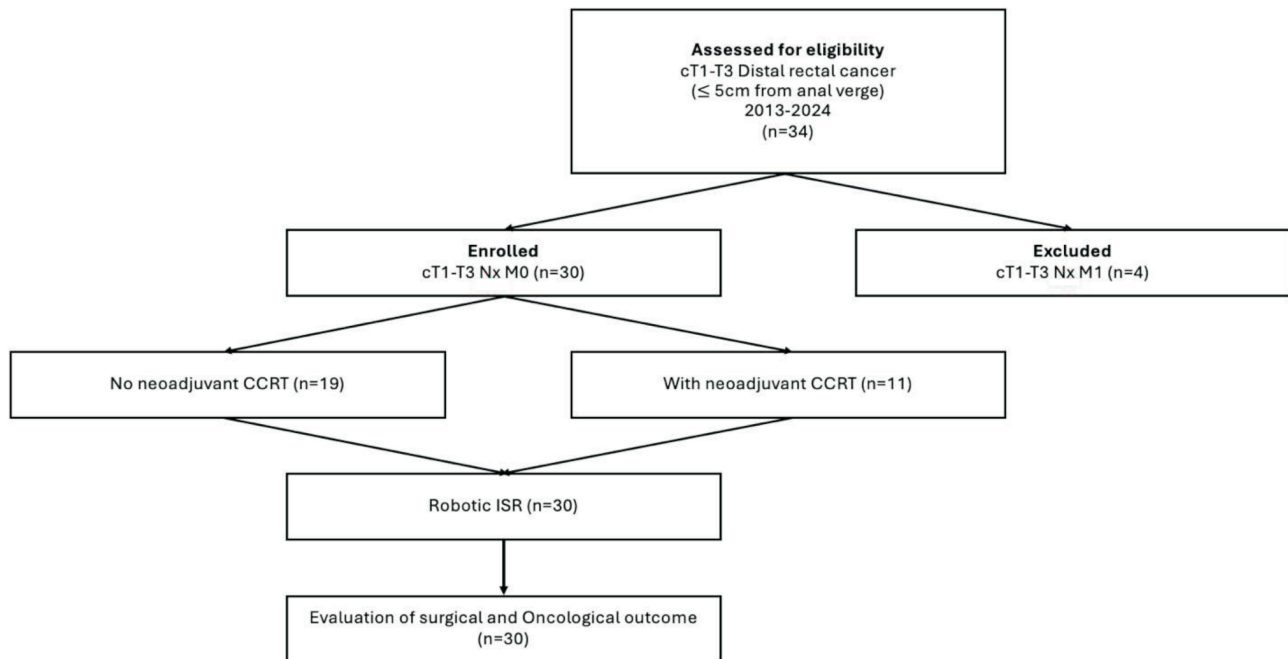 Assessed for eligibility
cT1-T3 Distal rectal cancer
(≤ 5cm from anal verge)
2013-2024
(n=34)
Enrolled
cT1-T3 Nx M0 (n=30)
Excluded
cT1-T3 Nx M1 (n=4)
No neoadjuvant CCRT (n=19)
With neoadjuvant CCRT (n=11)
Robotic ISR (n=30)
Evaluation of surgical and Oncological outcome
(n=30)